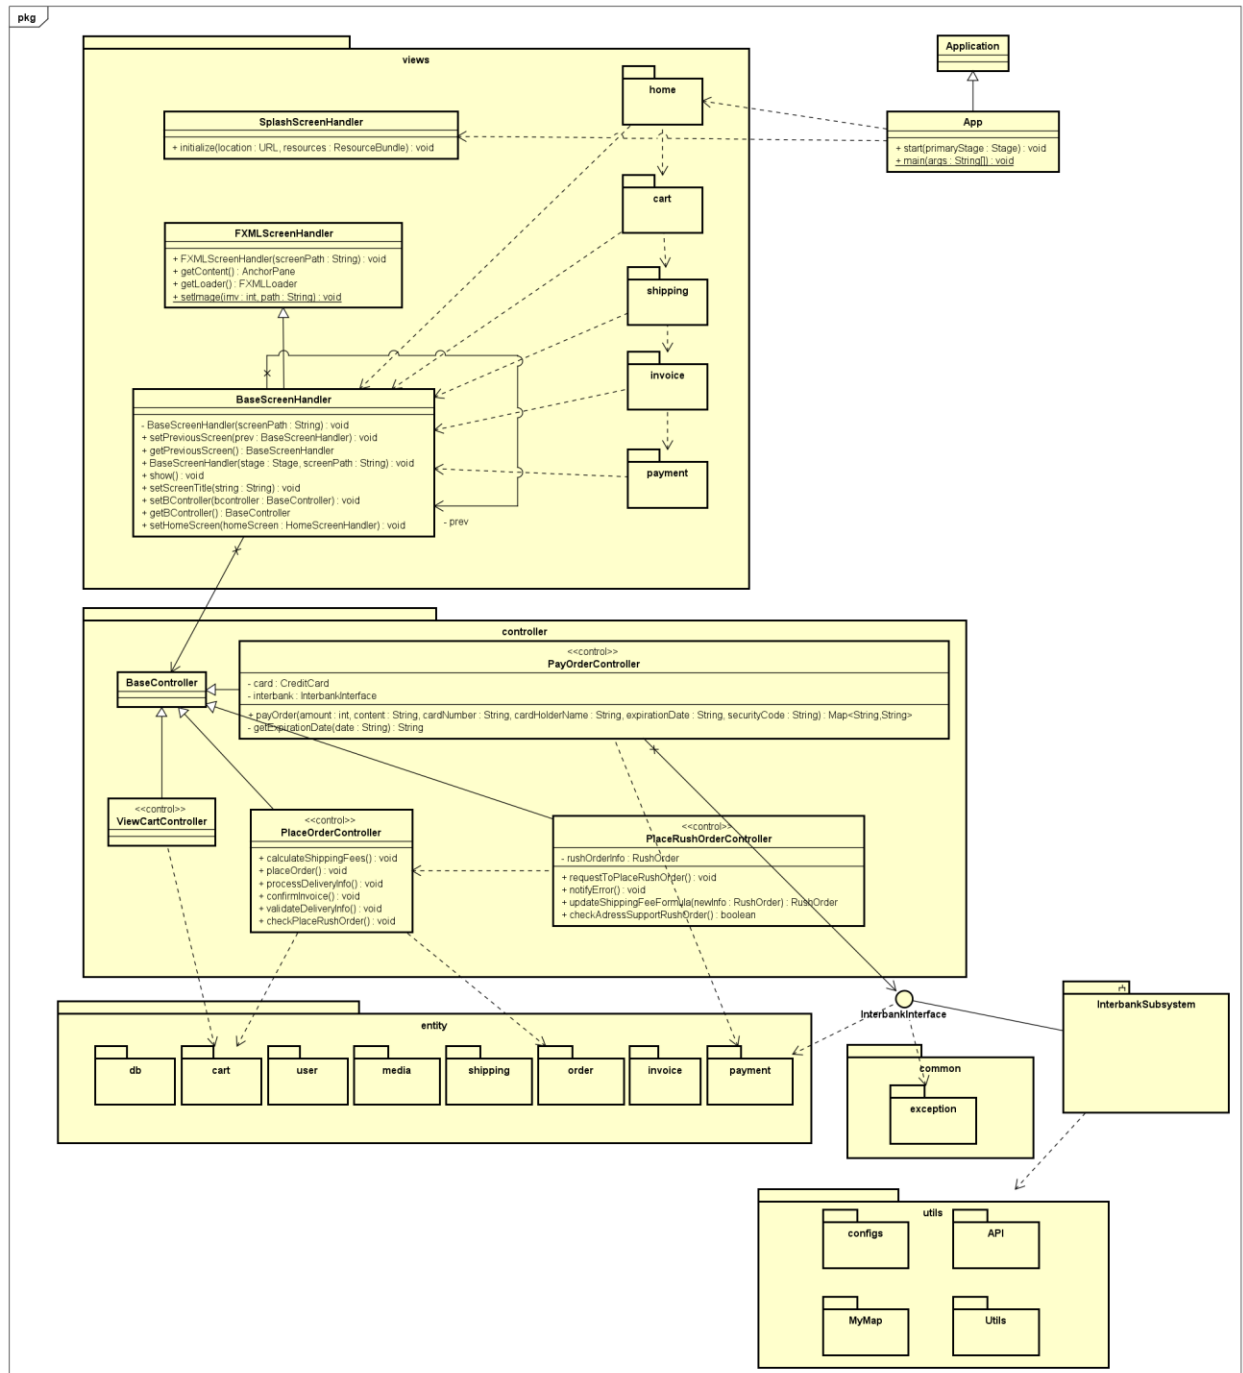 pkg
views
Application
home
SplashScreenHandler
+ initialize(location : URL, resources : ResourceBundle) : void
App
+ start(primaryStage : Stage) : void
+ main(args : String[]) : void
cart
FXMLScreenHandler
+ FXMLScreenHandler(screenPath : String) : void
+ getContent() : AnchorPane
+ getLoader() : FXMLLoader
+ setImage(imv : int, path : String) : void
shipping
invoice
BaseScreenHandler
- BaseScreenHandler(screenPath : String) : void
+ setPreviousScreen(prev : BaseScreenHandler) : void
+ getPreviousScreen() : BaseScreenHandler
+ BaseScreenHandler(stage : Stage, screenPath : String) : void
+ show() : void
+ setScreenTitle(string : String) : void
+ setBController(bcontroller : BaseController) : void
+ getBController() : BaseController
+ setHomeScreen(homeScreen : HomeScreenHandler) : void
payment
- prev
controller
<<control>>
PayOrderController
- card : CreditCard
- interbank : InterbankInterface
+ payOrder(amount : int, content : String, cardNumber : String, cardHolderName : String, expirationDate : String, securityCode : String) : Map<String,String>
- getExpirationDate(date : String) : String
BaseController
<<control>>
ViewCartController
<<control>>
PlaceOrderController
+ calculateShippingFees() : void
+ placeOrder() : void
+ processDeliveryInfo() : void
+ confirmInvoice() : void
+ validateDeliveryInfo() : void
+ checkPlaceRushOrder() : void
<<control>>
PlaceRushOrderController
- rushOrderInfo : RushOrder
+ requestToPlaceRushOrder() : void
+ notifyError() : void
+ updateShippingFeeFormula(newInfo : RushOrder) : RushOrder
+ checkAdressSupportRushOrder() : boolean
InterbankInterface
InterbankSubsystem
entity
db
cart
user
media
shipping
order
invoice
payment
common
exception
utils
configs
API
MyMap
Utils